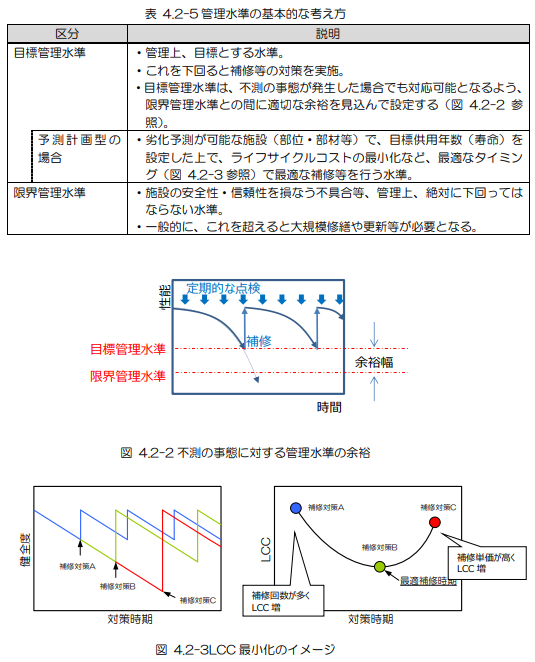 表 4.2-5 管理水準の基本的な考え方
区分
説明
目標管理水準
・管理上、目標とする水準。
・これを下回ると補修等の対策を実施。
・目標管理水準は、不測の事態が発生した場合でも対応可能となるよう、
限界管理水準との間に適切な余裕を見込んで設定する（図 4.2-2 参
照）。
予測計画型の
場合
・劣化予測が可能な施設（部位・部材等）で、目標供用年数（寿命）を
設定した上で、ライフサイクルコストの最小化など、最適なタイミン
グ（図 4.2-3 参照）で最適な補修等を行う水準。
限界管理水準
・施設の安全性・信頼性を損なう不具合等、管理上、絶対に下回っては
ならない水準。
・一般的に、これを超えると大規模修繕や更新等が必要となる。
性能
定期的な点検
補修
目標管理水準
限界管理水準
余裕幅
時間
図 4.2-2 不測の事態に対する管理水準の余裕
健全度
補修対策A
補修対策B
補修対策C
対策時期
LCC
補修対策A
補修対策B
補修対策C
最適補修時期
補修回数が多く
LCC 増
補修単価が高く
LCC 増
対策時期
図 4.2-3LCC 最小化のイメージ